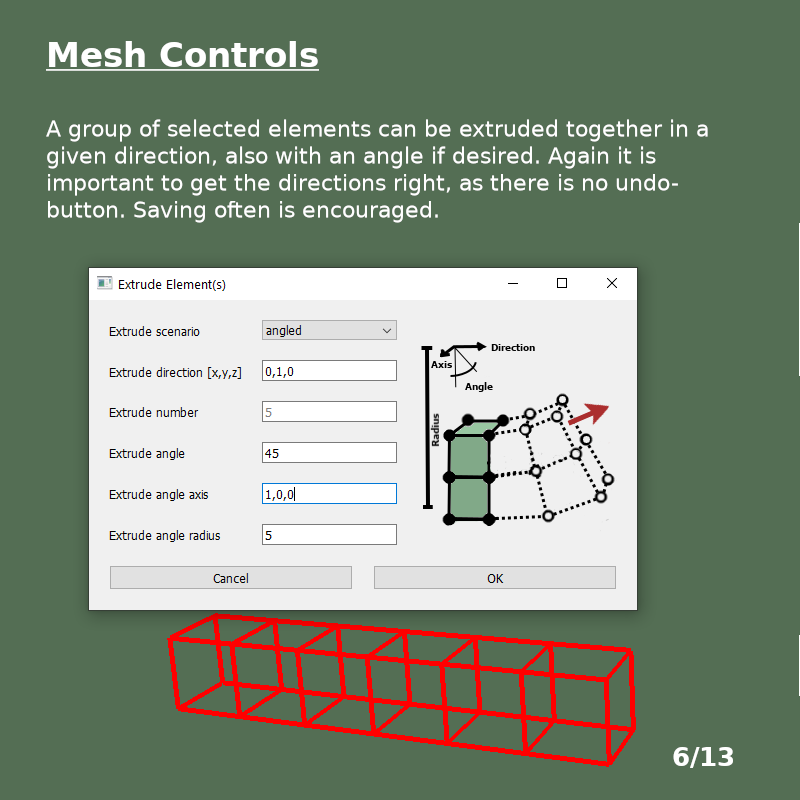 Mesh Controls
A group of selected elements can be extruded together in a
given direction, also with an angle if desired. Again it is
important to get the directions right, as there is no undo-
button. Saving often is encouraged.
Extrude Element(s)
Extrude scenario angled
Extrude direction [x,y,z] 0,1,0
Extrude number 5
Extrude angle 45
Extrude angle axis 1,0,0
Extrude angle radius 5
Direction
Axis
Angle
Radius
Cancel OK
6/13